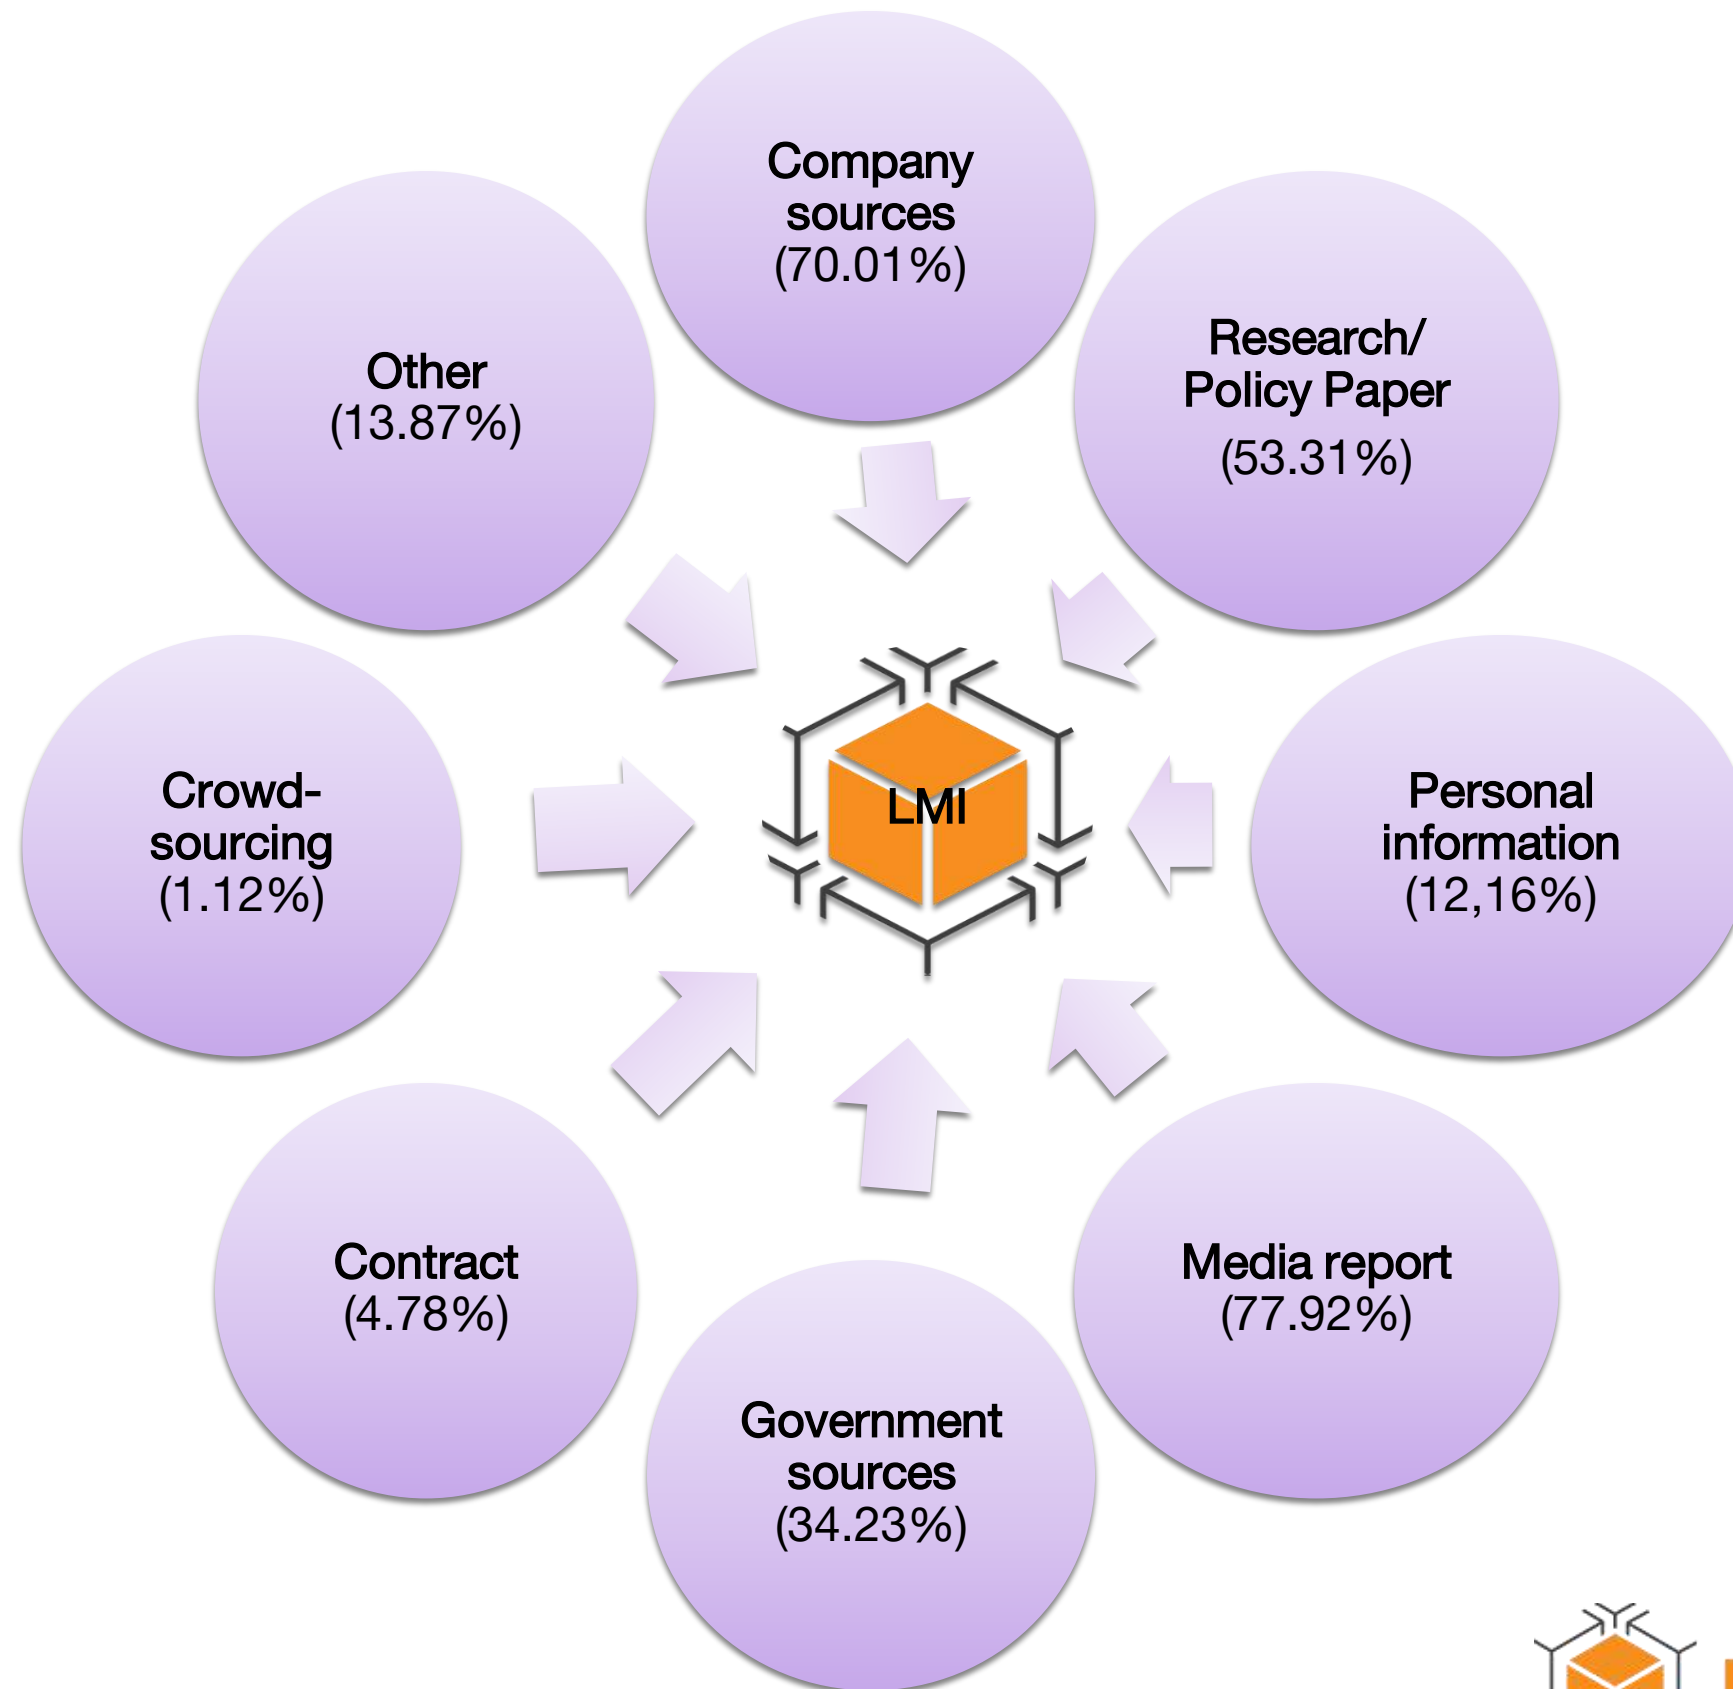 Company
sources
(70.01%)
Research/
Policy Paper
(53.31%)
Other
(13.87%)
Crowd-
sourcing
(1.12%)
LMI
Personal
information
(12,16%)
Contract
(4.78%)
Media report
(77.92%)
Government
sources
(34.23%)